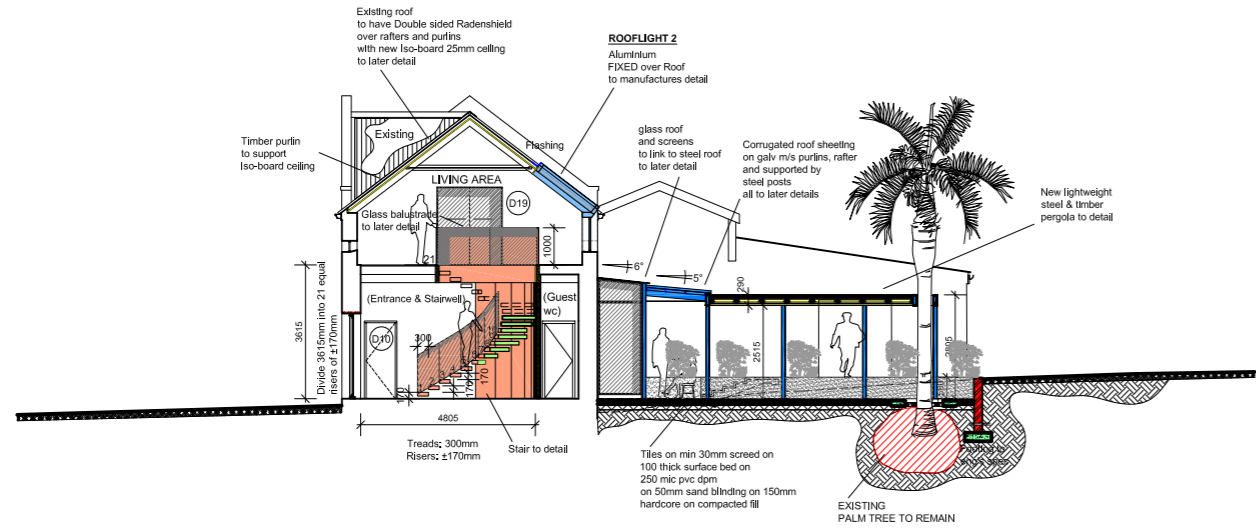 Existing roof
to have Double sided Radenshield
over rafters and purlins
with new Iso-board 25mm ceiling
to later detail
ROOFLIGHT 2
Aluminium
FIXED over Roof
to manufactures detail
Timber purlin
to support
Iso-board ceiling
Existing
Flashing
glass roof
and screens
to link to steel roof
to later detail
Corrugated roof sheeting
on galv m/s purlins, rafter
and supported by
steel posts
all to later details
New lightweight
steel & timber
pergola to detail
LIVING AREA
D19
Glass balustrade
to later detail
1000
21
6°
5°
290
3615
Divide 3615mm into 21 equal
risers of ±170mm
(Entrance & Stairwell)
(Guest
wc)
D10
300
170
170
170
2515
4805
Treads: 300mm
Risers: ±170mm
Stair to detail
Tiles on min 30mm screed on
100 thick surface bed on
250 mic pvc dpm
on 50mm sand blinding on 150mm
hardcore on compacted fill
Footing to
EXISTING
PALM TREE TO REMAIN